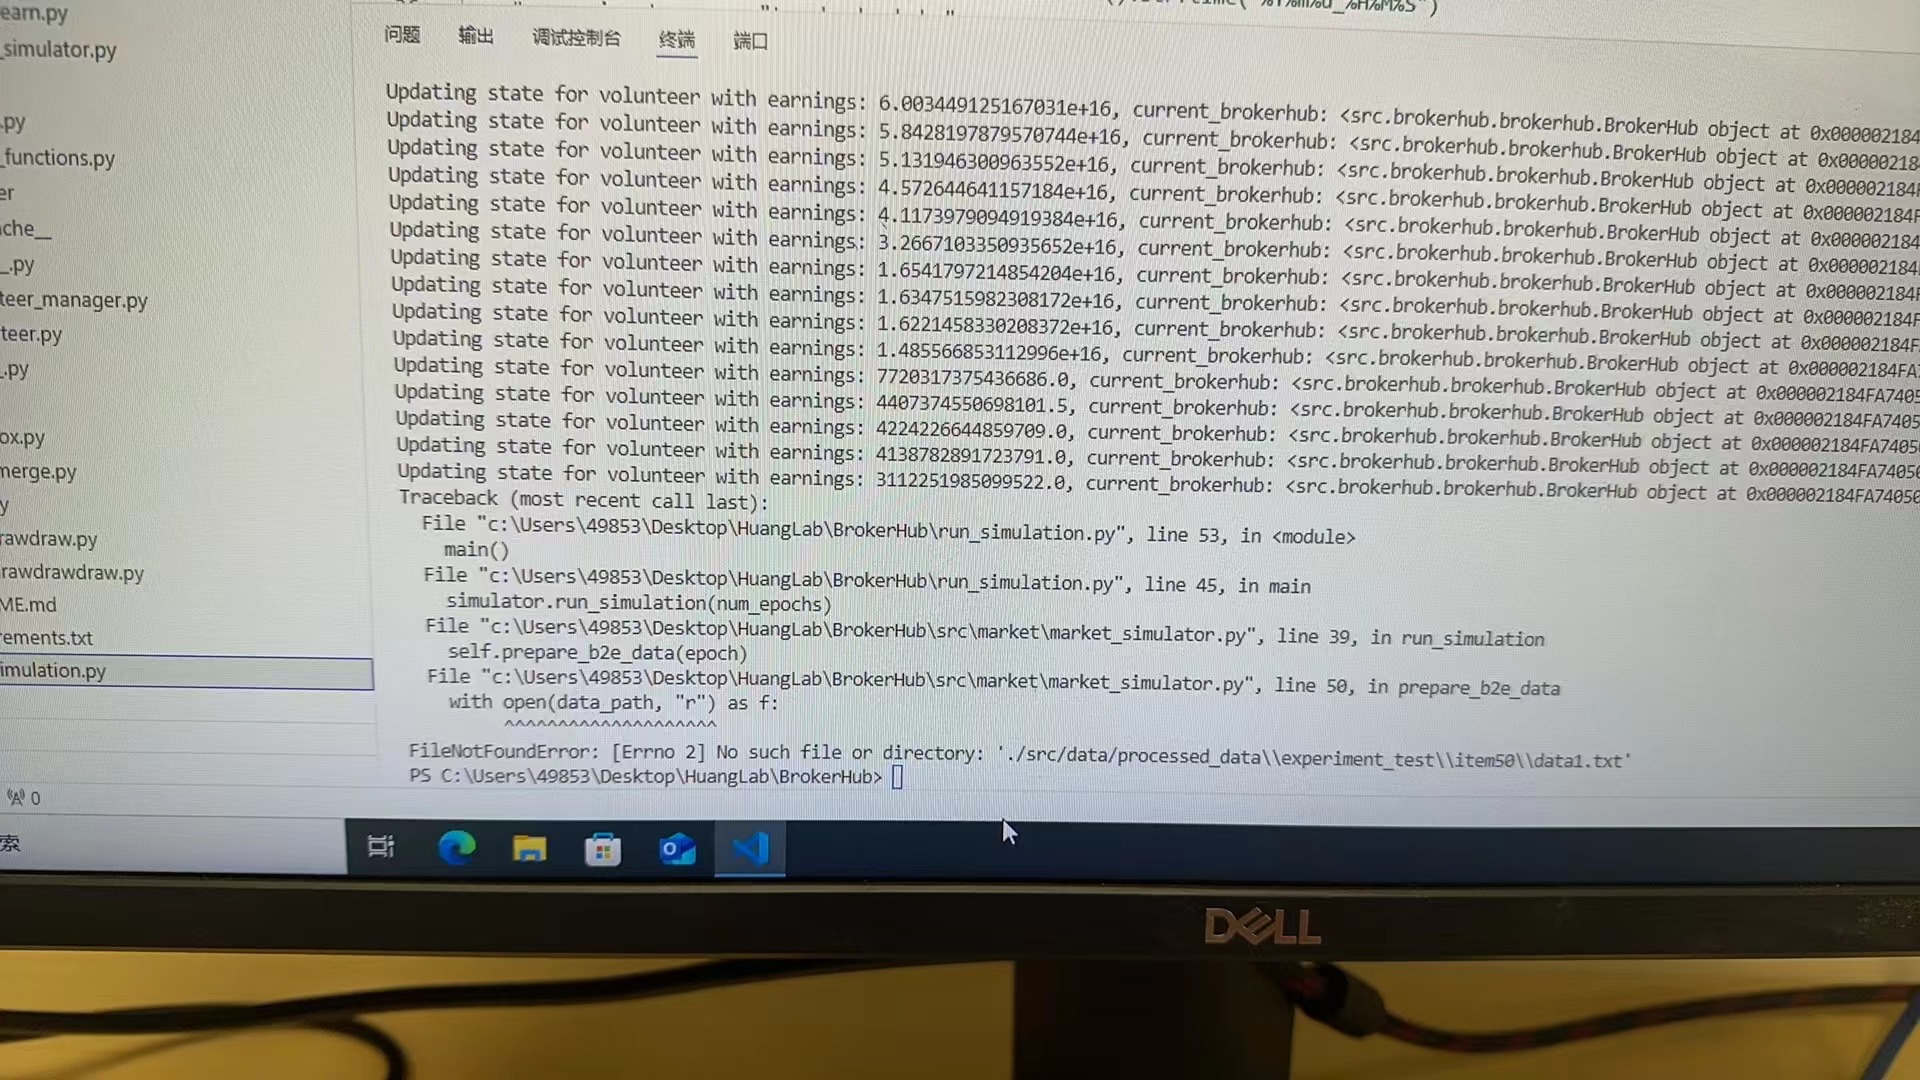 earn.py
_simulator.py
.py
_functions.py
er
che__
_.py
teer_manager.py
teer.py
_.py
ox.py
merge.py
y
rawdraw.py
rawdrawdraw.py
ME.md
ements.txt
imulation.py
0
索
问题 输出 调试控制台 终端 端口
Updating state for volunteer with earnings: 6.003449125167031e+16, current_brokerhub: <src.brokerhub.brokerhub.BrokerHub object at 0x000002184
Updating state for volunteer with earnings: 5.8428197879570744e+16, current_brokerhub: <src.brokerhub.brokerhub.BrokerHub object at 0x00000218
Updating state for volunteer with earnings: 5.131946300963552e+16, current_brokerhub: <src.brokerhub.brokerhub.BrokerHub object at 0x000002184F
Updating state for volunteer with earnings: 4.572644641157184e+16, current_brokerhub: <src.brokerhub.brokerhub.BrokerHub object at 0x000002184F
Updating state for volunteer with earnings: 4.1173979094919384e+16, current_brokerhub: <src.brokerhub.brokerhub.BrokerHub object at 0x000002184
Updating state for volunteer with earnings: 3.2667103350935652e+16, current_brokerhub: <src.brokerhub.brokerhub.BrokerHub object at 0x000002184
Updating state for volunteer with earnings: 1.6541797214854204e+16, current_brokerhub: <src.brokerhub.brokerhub.BrokerHub object at 0x000002184F
Updating state for volunteer with earnings: 1.6347515982308172e+16, current_brokerhub: <src.brokerhub.brokerhub.BrokerHub object at 0x000002184F
Updating state for volunteer with earnings: 1.6221458330208372e+16, current_brokerhub: <src.brokerhub.brokerhub.BrokerHub object at 0x000002184F
Updating state for volunteer with earnings: 1.485566853112996e+16, current_brokerhub: <src.brokerhub.brokerhub.BrokerHub object at 0x000002184FA
Updating state for volunteer with earnings: 7720317375436686.0, current_brokerhub: <src.brokerhub.brokerhub.BrokerHub object at 0x000002184FA7405
Updating state for volunteer with earnings: 4407374550698101.5, current_brokerhub: <src.brokerhub.brokerhub.BrokerHub object at 0x000002184FA7405
Updating state for volunteer with earnings: 4224226644859709.0, current_brokerhub: <src.brokerhub.brokerhub.BrokerHub object at 0x000002184FA7405
Updating state for volunteer with earnings: 4138782891723791.0, current_brokerhub: <src.brokerhub.brokerhub.BrokerHub object at 0x000002184FA7405
Updating state for volunteer with earnings: 3112251985099522.0, current_brokerhub: <src.brokerhub.brokerhub.BrokerHub object at 0x000002184FA74050
Traceback (most recent call last):
File "c:\Users\49853\Desktop\HuangLab\BrokerHub\run_simulation.py", line 53, in <module>
main()
File "c:\Users\49853\Desktop\HuangLab\BrokerHub\run_simulation.py", line 45, in main
simulator.run_simulation(num_epochs)
File "c:\Users\49853\Desktop\HuangLab\BrokerHub\src\market\market_simulator.py", line 39, in run_simulation
self.prepare_b2e_data(epoch)
File "c:\Users\49853\Desktop\HuangLab\BrokerHub\src\market\market_simulator.py", line 50, in prepare_b2e_data
with open(data_path, "r") as f:
^^^^^^^^^^^^^^^^^^^^
FileNotFoundError: [Errno 2] No such file or directory: './src/data/processed_data\\experiment_test\\item50\\data1.txt'
PS C:\Users\49853\Desktop\HuangLab\BrokerHub>
DELL